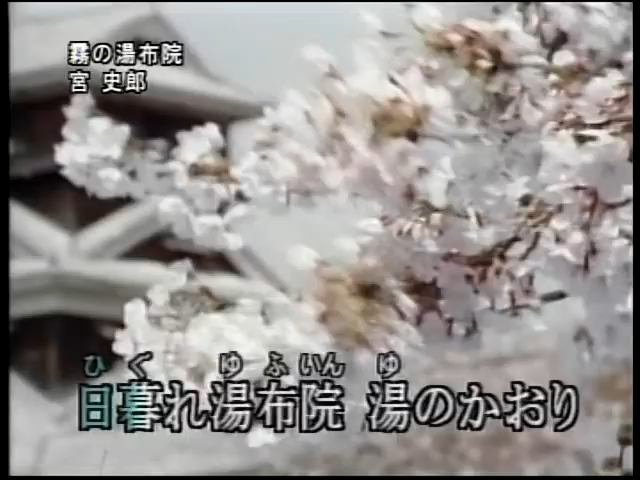 霧の湯布院
宮 史郎
ひ ぐ ゆ ふ いん ゆ
日暮れ湯布院 湯のかおり